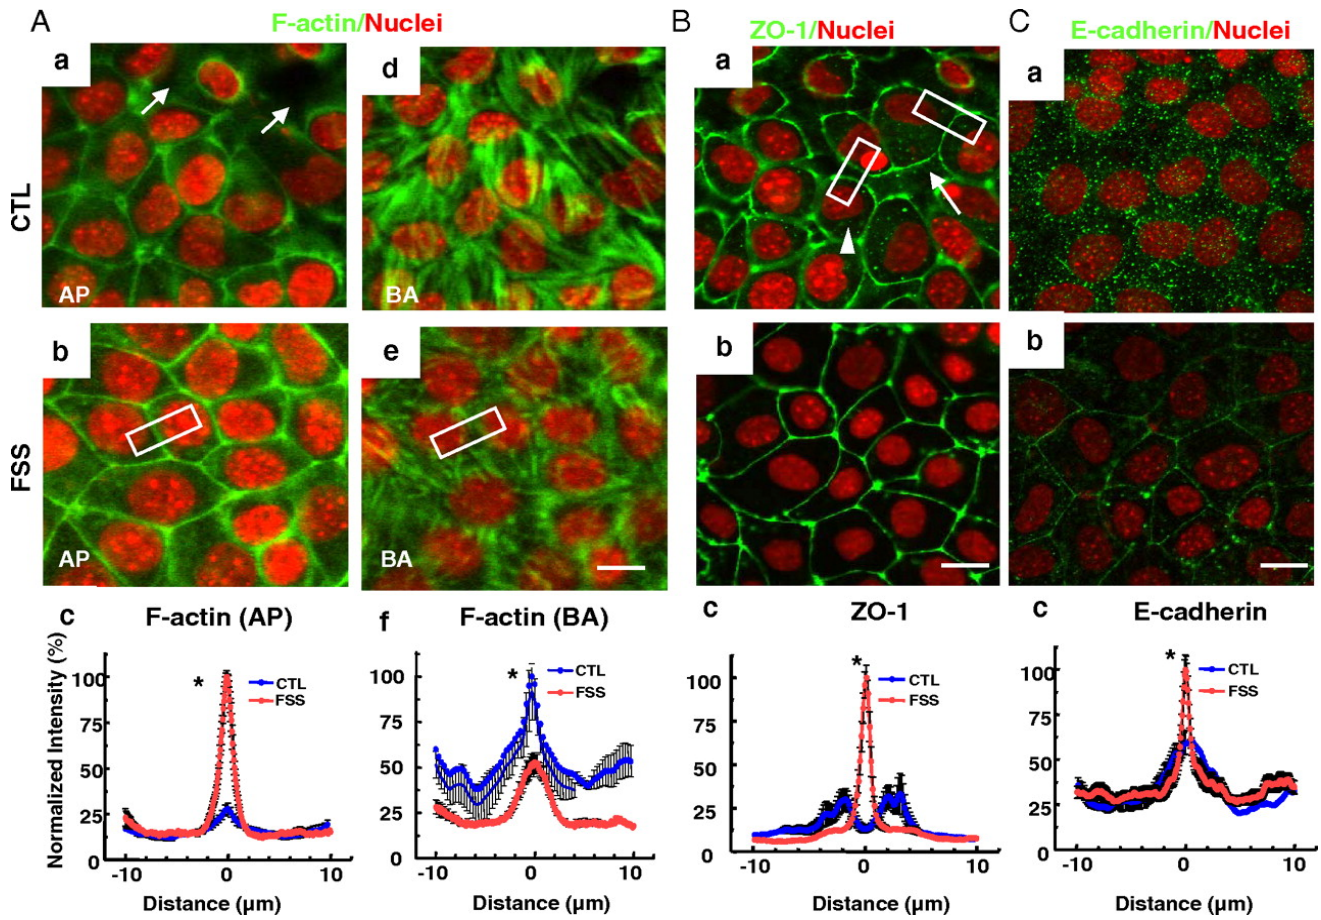 A F-actin/Nuclei B ZO-1/Nuclei C E-cadherin/Nuclei
a d a a
CTL
AP BA
b e b b
FSS
AP BA
c F-actin (AP) f F-actin (BA) c ZO-1 c E-cadherin
Normalized Intensity (%)
100 75 50 25 0
* CTL
FSS
-10 0 10
Distance (µm)
100 75 50 25 0
* CTL
FSS
-10 0 10
Distance (µm)
100 75 50 25 0
* CTL
FSS
-10 0 10
Distance (µm)
100 75 50 25 0
* CTL
FSS
-10 0 10
Distance (µm)